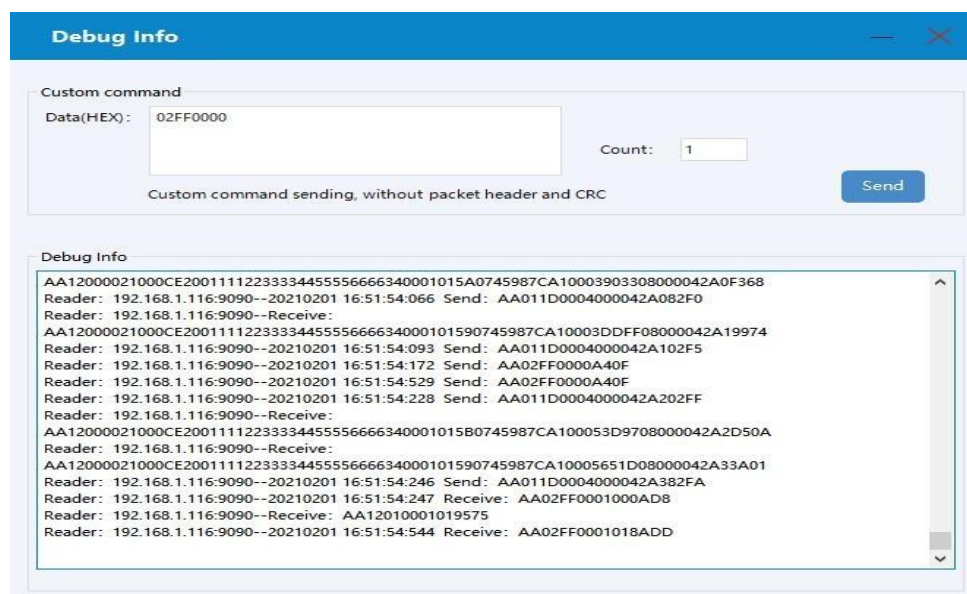 Debug Info
Custom command
Data(HEX): 02FF0000
Count: 1
Send
Custom command sending, without packet header and CRC
Debug Info
AA12000021000CE20011112233334455556666340001015A0745987CA10003903308000042A0F368
Reader: 192.168.1.116:9090--20210201 16:51:54:066 Send: AA011D0004000042A082F0
Reader: 192.168.1.116:9090--Receive:
AA12000021000CE2001111223333445555666634000101590745987CA10003DDFF08000042A19974
Reader: 192.168.1.116:9090--20210201 16:51:54:093 Send: AA011D0004000042A102F5
Reader: 192.168.1.116:9090--20210201 16:51:54:172 Send: AA02FF0000A40F
Reader: 192.168.1.116:9090--20210201 16:51:54:529 Send: AA02FF0000A40F
Reader: 192.168.1.116:9090--20210201 16:51:54:228 Send: AA011D0004000042A202FF
Reader: 192.168.1.116:9090--Receive:
AA12000021000CE20011112233334455556666340001015B0745987CA100053D9708000042A2D50A
Reader: 192.168.1.116:9090--Receive:
AA12000021000CE2001111223333445555666634000101590745987CA10005651D08000042A33A01
Reader: 192.168.1.116:9090--20210201 16:51:54:246 Send: AA011D0004000042A382FA
Reader: 192.168.1.116:9090--20210201 16:51:54:247 Receive: AA02FF0001000AD8
Reader: 192.168.1.116:9090--Receive: AA12010001019575
Reader: 192.168.1.116:9090--20210201 16:51:54:544 Receive: AA02FF0001018ADD